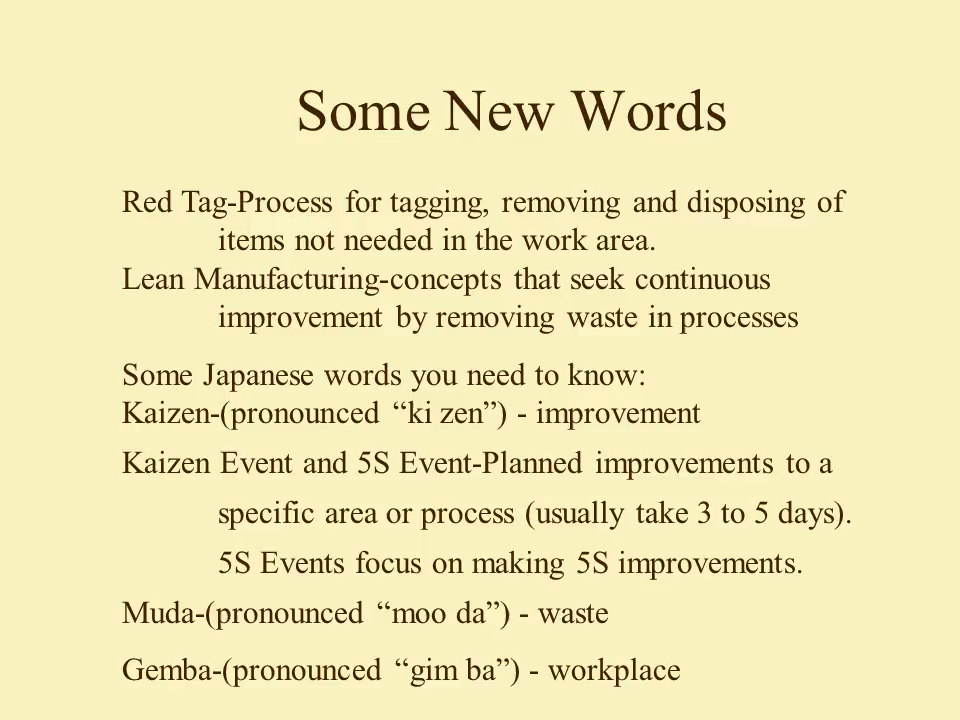 Some New Words
Red Tag-Process for tagging, removing and disposing of
items not needed in the work area.
Lean Manufacturing-concepts that seek continuous
improvement by removing waste in processes
Some Japanese words you need to know:
Kaizen-(pronounced “ki zen”) - improvement
Kaizen Event and 5S Event-Planned improvements to a
specific area or process (usually take 3 to 5 days).
5S Events focus on making 5S improvements.
Muda-(pronounced “moo da”) - waste
Gemba-(pronounced “gim ba”) - workplace